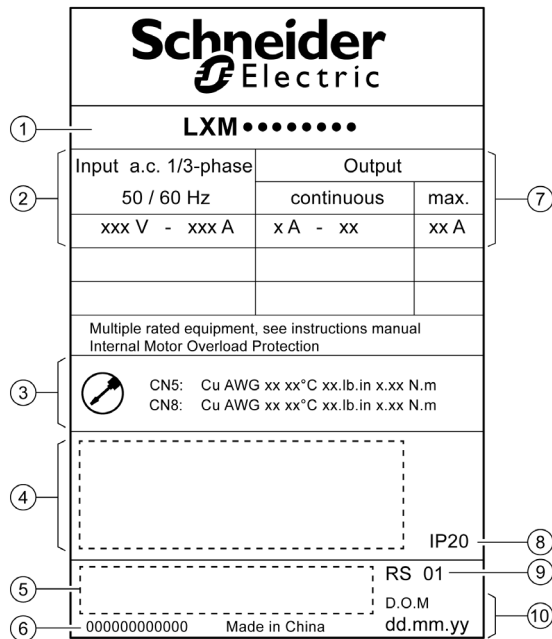 Schneider
Electric
1
LXM••••••••
2
Input a.c. 1/3-phase
50 / 60 Hz
Output
continuous
max.
7
xxx V - xxx A
x A - xx
xx A
Multiple rated equipment, see instructions manual
Internal Motor Overload Protection
3
CN5: Cu AWG xx xx°C xx.lb.in x.xx N.m
CN8: Cu AWG xx xx°C xx.lb.in x.xx N.m
4
IP20
8
5
RS 01
9
D.O.M
10
6
000000000000 Made in China
dd.mm.yy